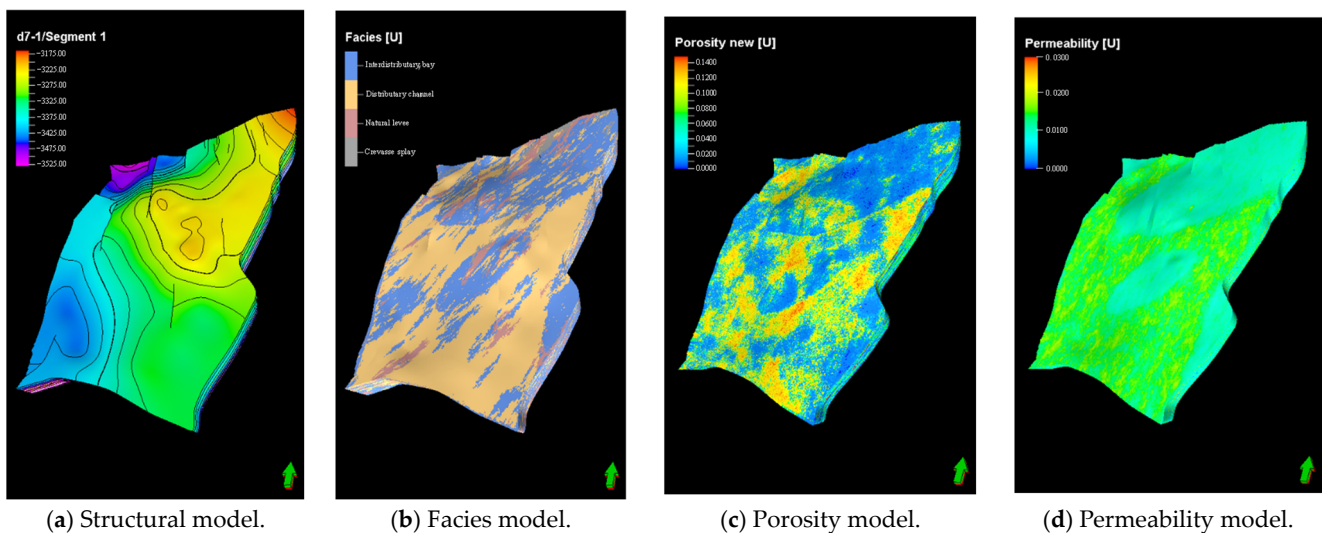 d7-1/Segment 1
-3175.00
-3225.00
-3275.00
-3325.00
-3375.00
-3425.00
-3475.00
-3525.00
(a) Structural model.
Facies [U]
Interdistributary bay
Distributary channel
Natural levee
Crevasse splay
(b) Facies model.
Porosity new [U]
0.1400
0.1200
0.1000
0.0800
0.0600
0.0400
0.0200
0.0000
(c) Porosity model.
Permeability [U]
0.0300
0.0200
0.0100
0.0000
(d) Permeability model.